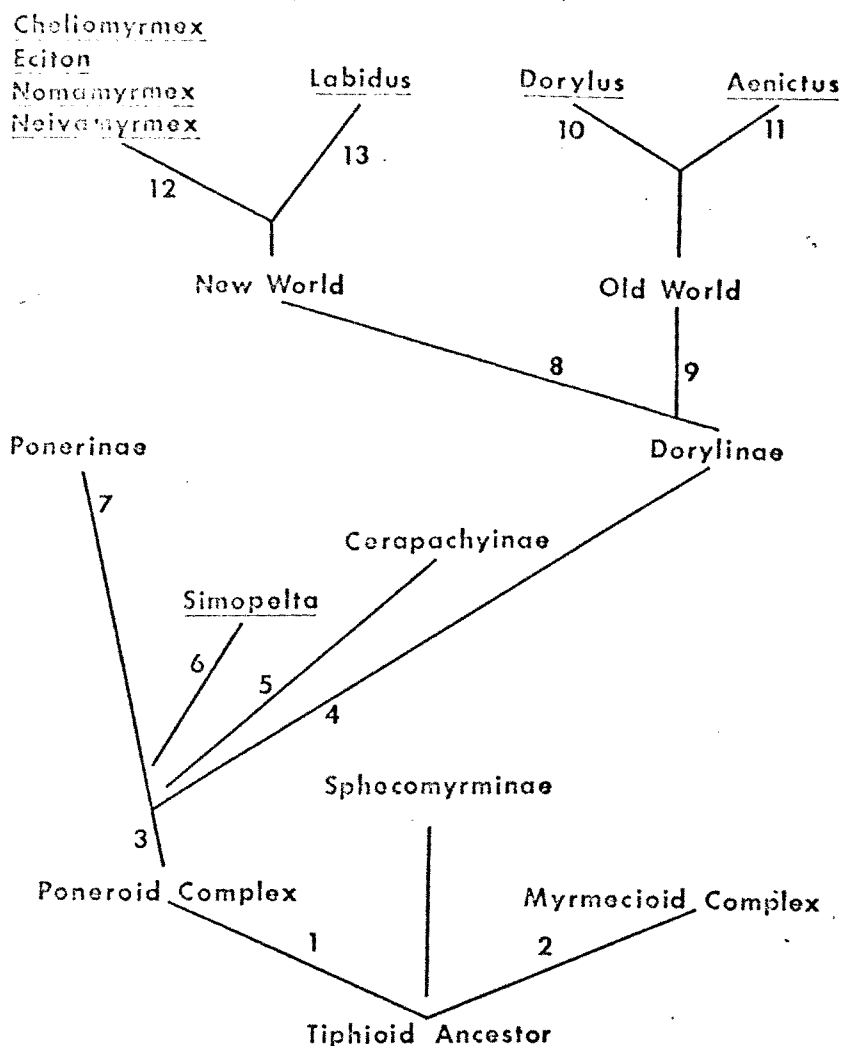 Cheliomyrmex
Eciton
Nomamyrmex
Neivamyrmex
Labidus
Dorylus
Aenictus
12
13
10
11
New World
Old World
8
9
Ponerinae
Dorylinae
7
Cerapachyinae
Simopelta
6
5
4
Sphecomyrminae
3
Poneroid Complex
Myrmecioid Complex
1
2
Tiphioid Ancestor